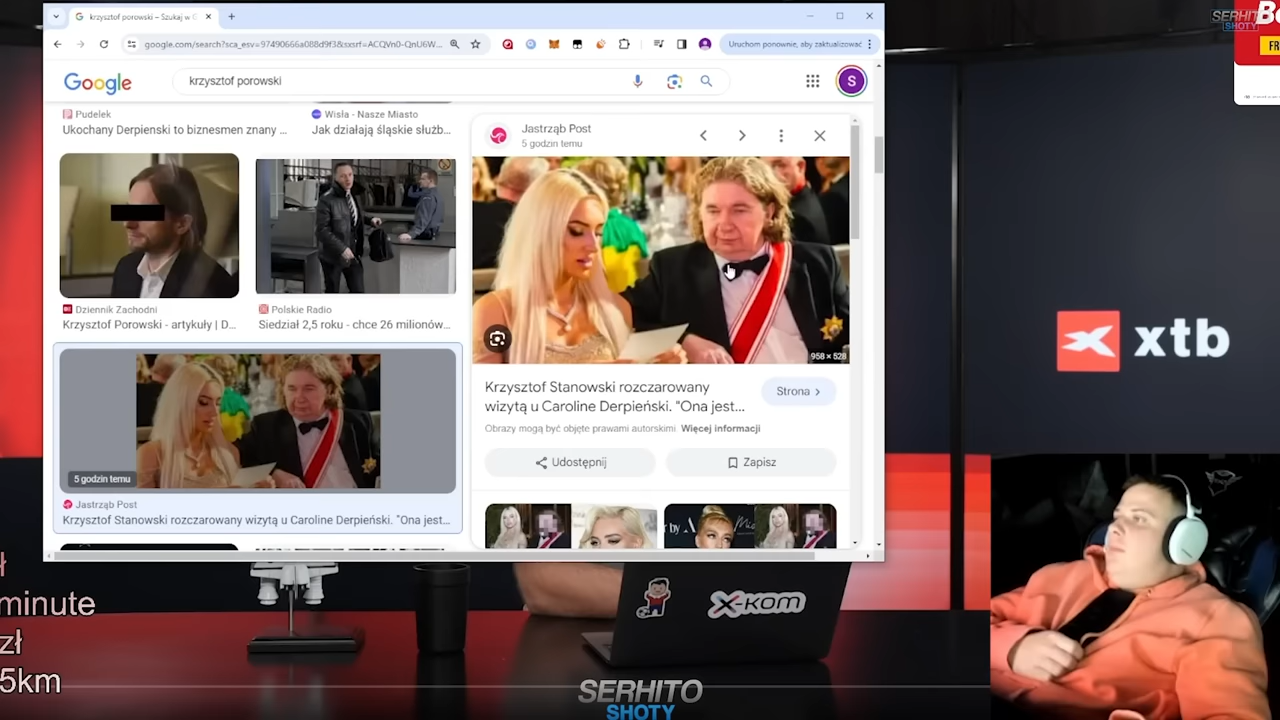 krzysztof porowski – Szukaj w G
google.com/search?sca_esv=97490666a088d9f3&sxsrf=ACQVn0-QnU6W...
Uruchom ponownie, aby zaktualizować
Google
krzysztof porowski
S
Pudelek
Ukochany Derpienski to biznesmen znany ...
Wisła - Nasze Miasto
Jak działają śląskie służb...
Dziennik Zachodni
Krzysztof Porowski - artykuły | D...
Polskie Radio
Siedział 2,5 roku - chce 26 milionów...
5 godzin temu
Jastrząb Post
Krzysztof Stanowski rozczarowany wizytą u Caroline Derpieński. "Ona jest...
Jastrząb Post
5 godzin temu
958 × 528
Krzysztof Stanowski rozczarowany
wizytą u Caroline Derpieński. "Ona jest...
Strona
Obrazy mogą być objęte prawami autorskimi. Więcej informacji
Udostępnij
Zapisz
SERHITO
SHOTY
FR
xtb
minute
zł
5km
x-kom
SERHITO
SHOTY